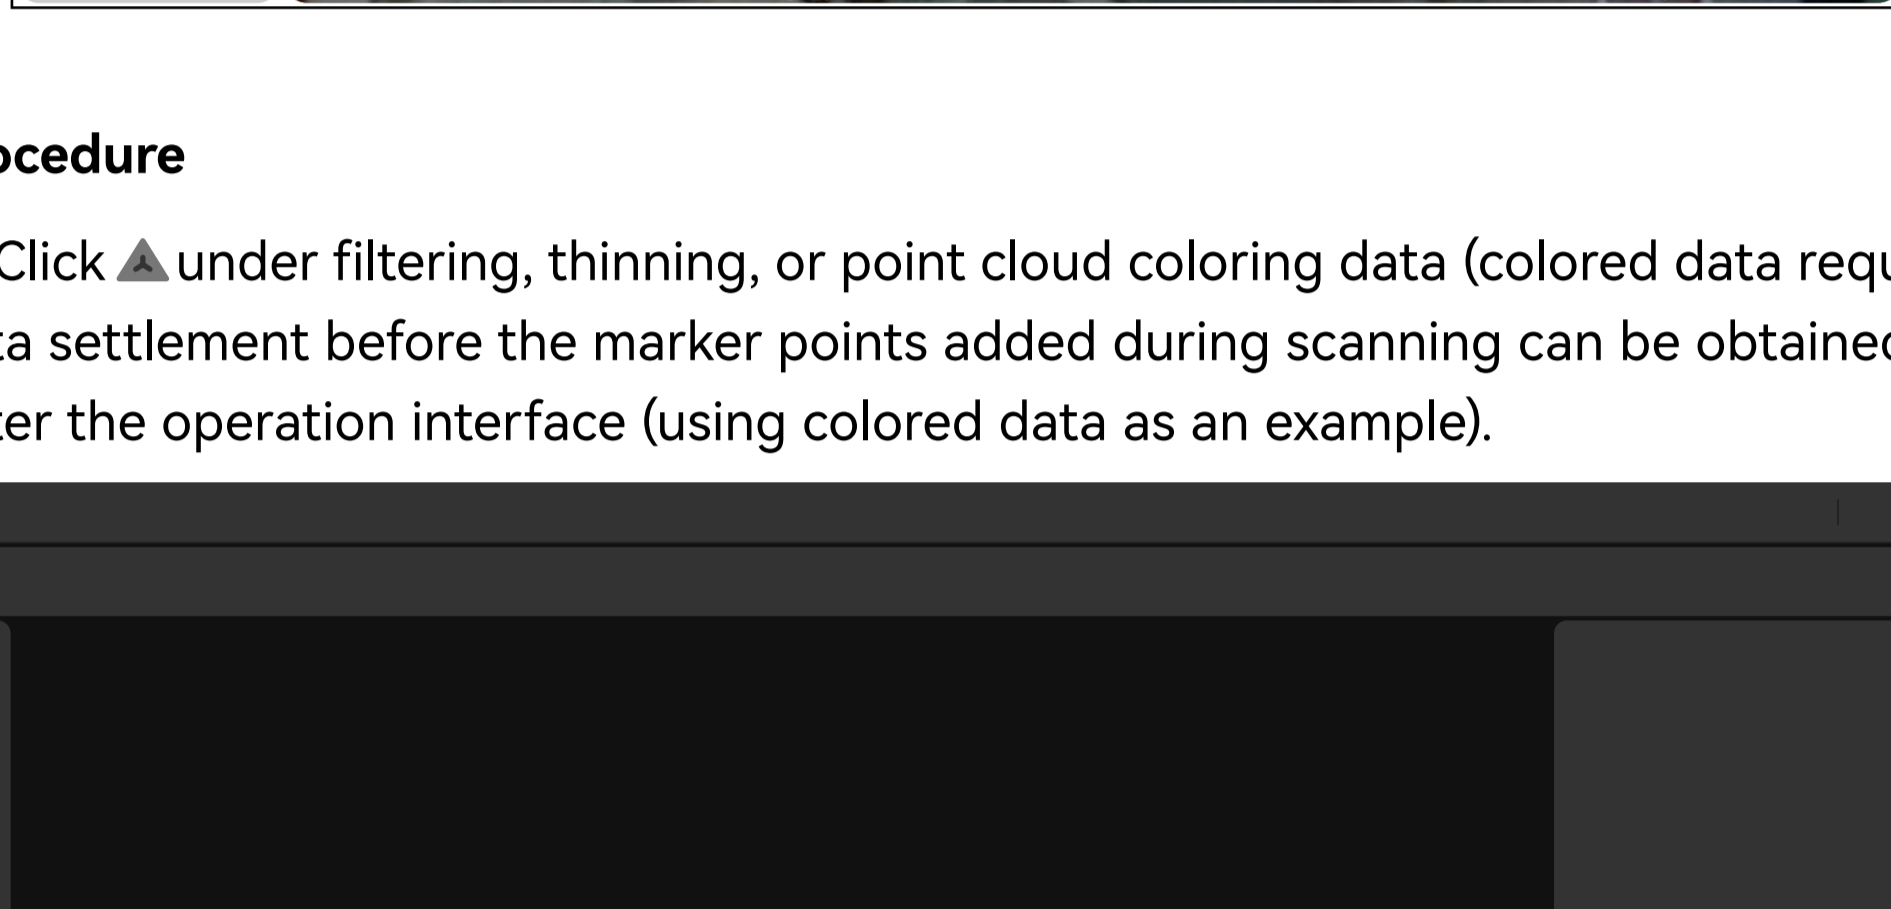 ocedure
Click under filtering, thinning, or point cloud coloring data (colored data requ
ta settlement before the marker points added during scanning can be obtained
ter the operation interface (using colored data as an example).